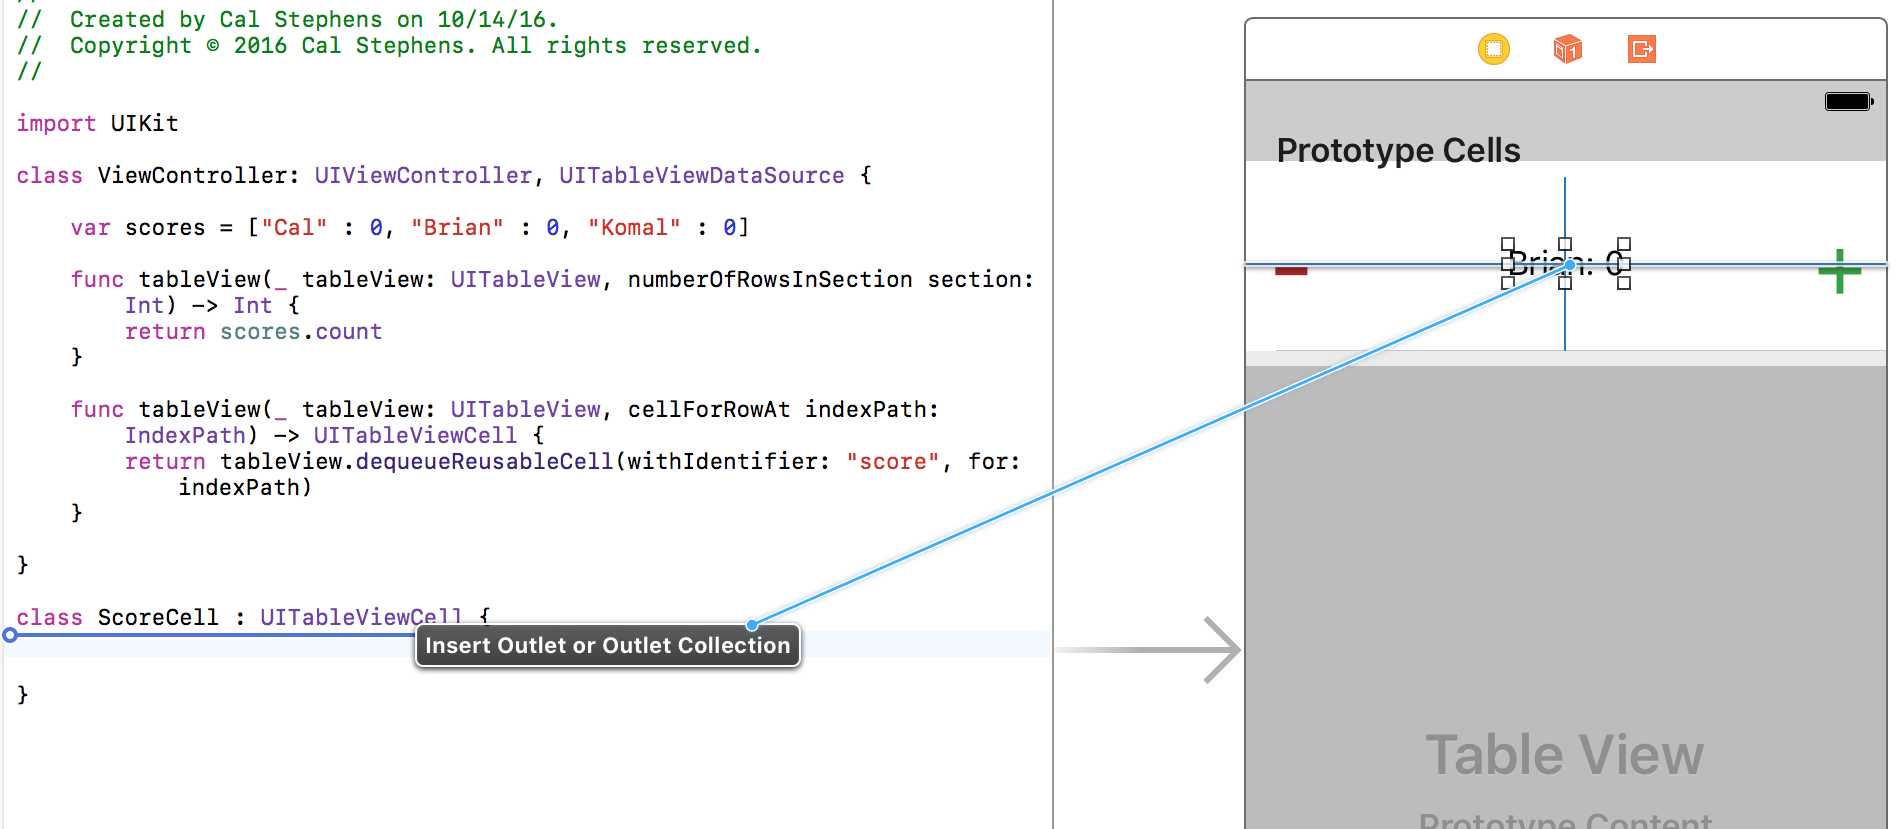 //
//  Created by Cal Stephens on 10/14/16.
//  Copyright © 2016 Cal Stephens. All rights reserved.
//
import UIKit
class ViewController: UIViewController, UITableViewDataSource {
var scores = ["Cal" : 0, "Brian" : 0, "Komal" : 0]
func tableView(_ tableView: UITableView, numberOfRowsInSection section:
Int) -> Int {
return scores.count
}
func tableView(_ tableView: UITableView, cellForRowAt indexPath:
IndexPath) -> UITableViewCell {
return tableView.dequeueReusableCell(withIdentifier: "score", for:
indexPath)
}
}
class ScoreCell : UITableViewCell {
Insert Outlet or Outlet Collection
}
Prototype Cells
Brian: 0
Table View
Prototype Content